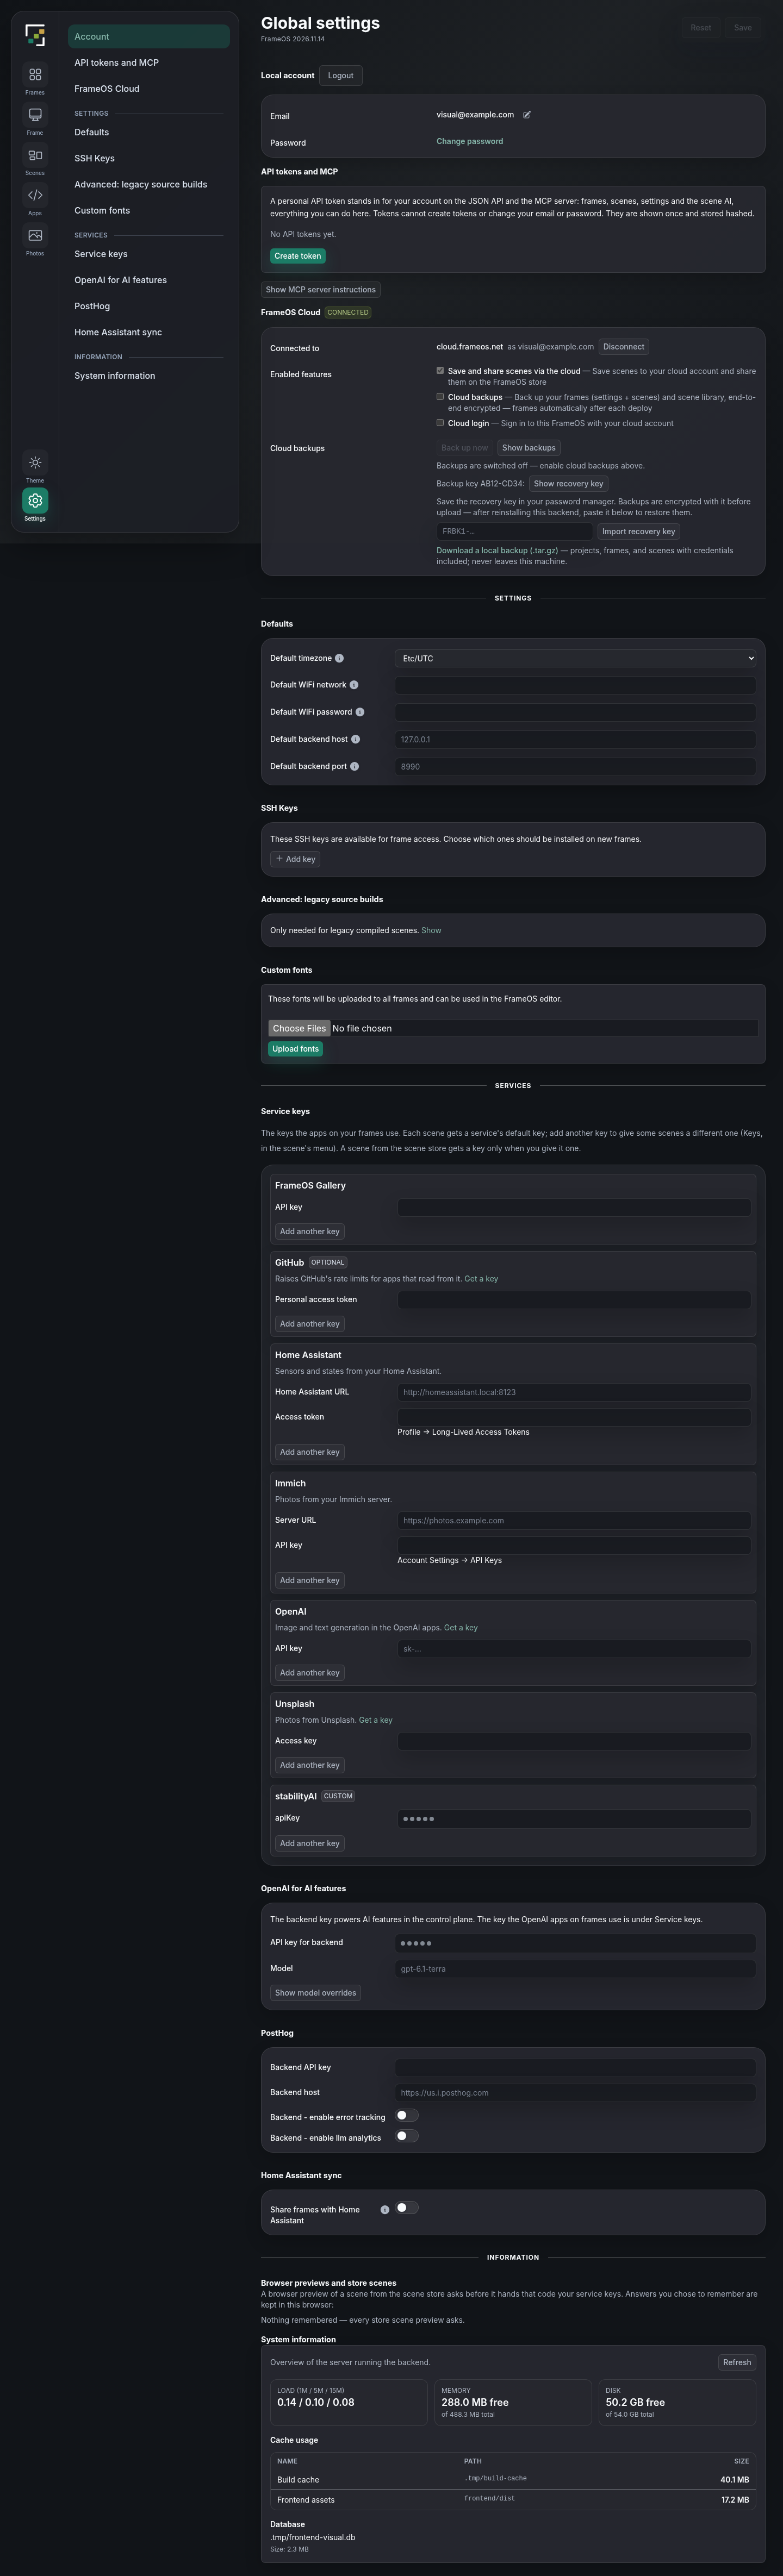 Account
API tokens and MCP
FrameOS Cloud
SETTINGS
Defaults
SSH Keys
Advanced: legacy source builds
Custom fonts
SERVICES
Service keys
OpenAI for AI features
PostHog
Home Assistant sync
INFORMATION
System information
Frames
Frame
Scenes
Apps
Photos
Theme
Settings
Global settings
FrameOS 2026.11.14
Reset
Save
Local account
Logout
Email
visual@example.com
Password
Change password
API tokens and MCP
A personal API token stands in for your account on the JSON API and the MCP server: frames, scenes, settings and the scene AI,
everything you can do here. Tokens cannot create tokens or change your email or password. They are shown once and stored hashed.
No API tokens yet.
Create token
Show MCP server instructions
FrameOS Cloud CONNECTED
Connected to
cloud.frameos.net as visual@example.com Disconnect
Enabled features
Save and share scenes via the cloud — Save scenes to your cloud account and share
them on the FrameOS store
Cloud backups — Back up your frames (settings + scenes) and scene library, end-to-
end encrypted — frames automatically after each deploy
Cloud login — Sign in to this FrameOS with your cloud account
Cloud backups
Back up now Show backups
Backups are switched off — enable cloud backups above.
Backup key AB12-CD34: Show recovery key
Save the recovery key in your password manager. Backups are encrypted with it before
upload — after reinstalling this backend, paste it below to restore them.
FRBK1-… Import recovery key
Download a local backup (.tar.gz) — projects, frames, and scenes with credentials
included; never leaves this machine.
SETTINGS
Defaults
Default timezone
Etc/UTC
Default WiFi network
Default WiFi password
Default backend host
127.0.0.1
Default backend port
8990
SSH Keys
These SSH keys are available for frame access. Choose which ones should be installed on new frames.
Add key
Advanced: legacy source builds
Only needed for legacy compiled scenes. Show
Custom fonts
These fonts will be uploaded to all frames and can be used in the FrameOS editor.
Choose Files No file chosen
Upload fonts
SERVICES
Service keys
The keys the apps on your frames use. Each scene gets a service's default key; add another key to give some scenes a different one (Keys,
in the scene's menu). A scene from the scene store gets a key only when you give it one.
FrameOS Gallery
API key
Add another key
GitHub OPTIONAL
Raises GitHub's rate limits for apps that read from it. Get a key
Personal access token
Add another key
Home Assistant
Sensors and states from your Home Assistant.
Home Assistant URL
http://homeassistant.local:8123
Access token
Profile → Long-Lived Access Tokens
Add another key
Immich
Photos from your Immich server.
Server URL
https://photos.example.com
API key
Account Settings → API Keys
Add another key
OpenAI
Image and text generation in the OpenAI apps. Get a key
API key
sk-...
Add another key
Unsplash
Photos from Unsplash. Get a key
Access key
Add another key
stabilityAI CUSTOM
apiKey
Add another key
OpenAI for AI features
The backend key powers AI features in the control plane. The key the OpenAI apps on frames use is under Service keys.
API key for backend
Model
gpt-6.1-terra
Show model overrides
PostHog
Backend API key
Backend host
https://us.i.posthog.com
Backend - enable error tracking
Backend - enable llm analytics
Home Assistant sync
Share frames with Home
Assistant
INFORMATION
Browser previews and store scenes
A browser preview of a scene from the scene store asks before it hands that code your service keys. Answers you chose to remember are
kept in this browser:
Nothing remembered — every store scene preview asks.
System information
Overview of the server running the backend.
Refresh
LOAD (1M / 5M / 15M)
0.14 / 0.10 / 0.08
MEMORY
288.0 MB free
of 488.3 MB total
DISK
50.2 GB free
of 54.0 GB total
Cache usage
NAME PATH SIZE
Build cache .tmp/build-cache 40.1 MB
Frontend assets frontend/dist 17.2 MB
Database
.tmp/frontend-visual.db
Size: 2.3 MB